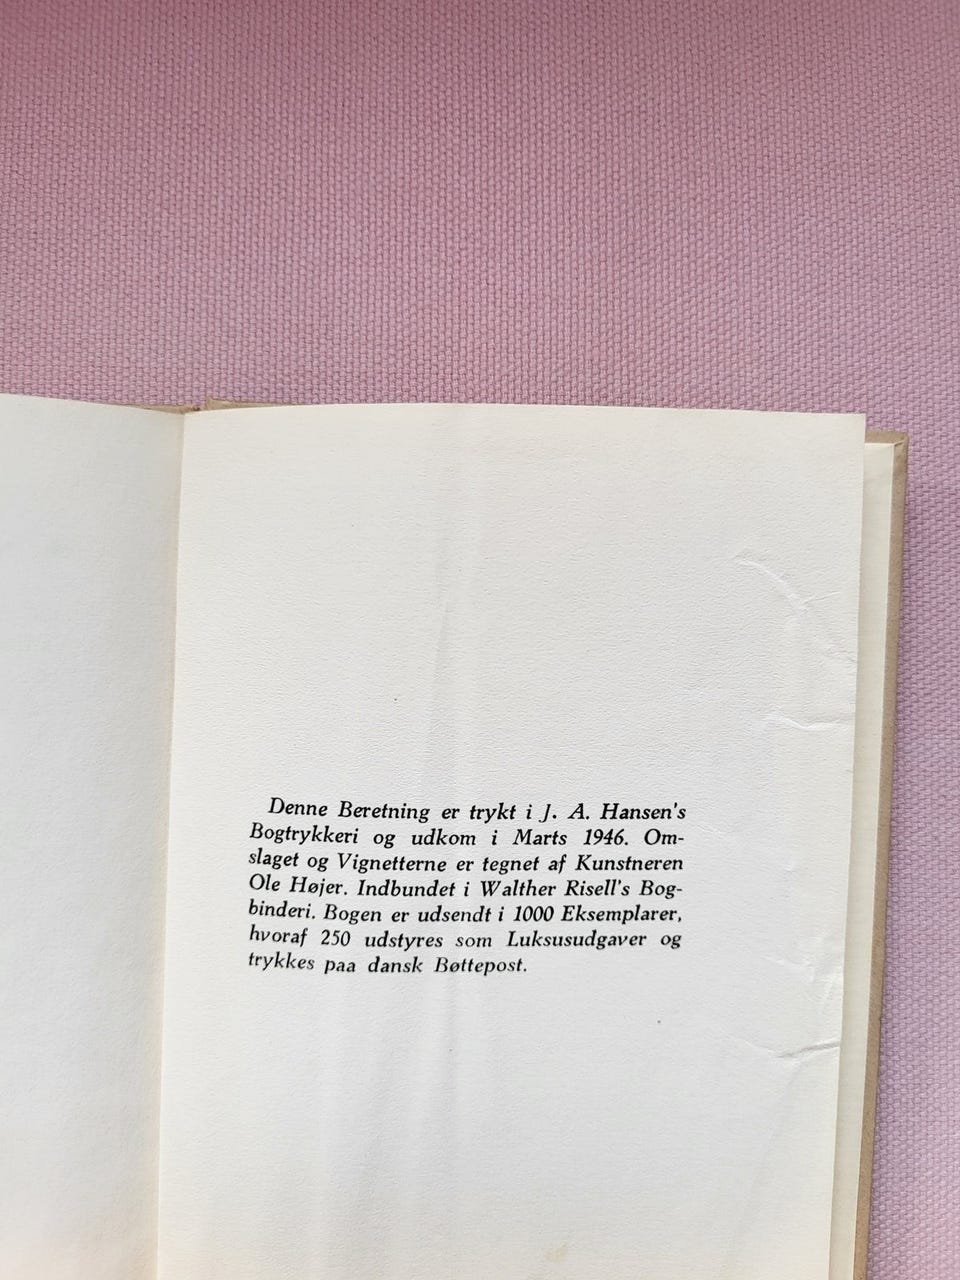 Denne Beretning er trykt i J. A. Hansen's
Bogtrykkeri og udkom i Marts 1946. Om-
slaget og Vignetterne er tegnet af Kunstneren
Ole Højer. Indbundet i Walther Risell's Bog-
binderi. Bogen er udsendt i 1000 Eksemplarer,
hvoraf 250 udstyres som Luksusudgaver og
trykkes paa dansk Bøttepost.